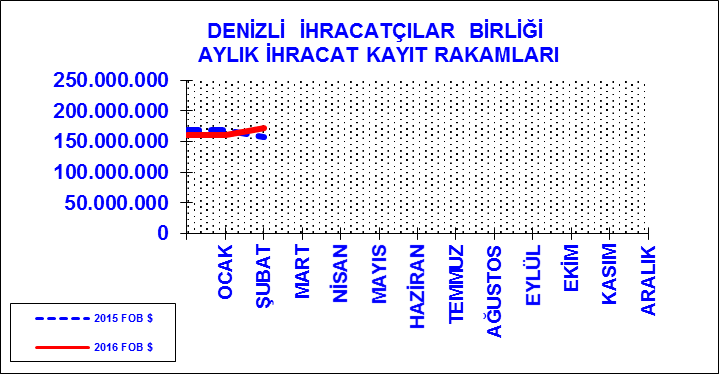 DENİZLİ İHRACATÇILAR BİRLİĞİ
AYLIK İHRACAT KAYIT RAKAMLARI
250.000.000
200.000.000
150.000.000
100.000.000
50.000.000
0
OCAK
ŞUBAT
MART
NİSAN
MAYIS
HAZİRAN
TEMMUZ
AĞUSTOS
EYLÜL
EKİM
KASIM
ARALIK
2015 FOB $
2016 FOB $